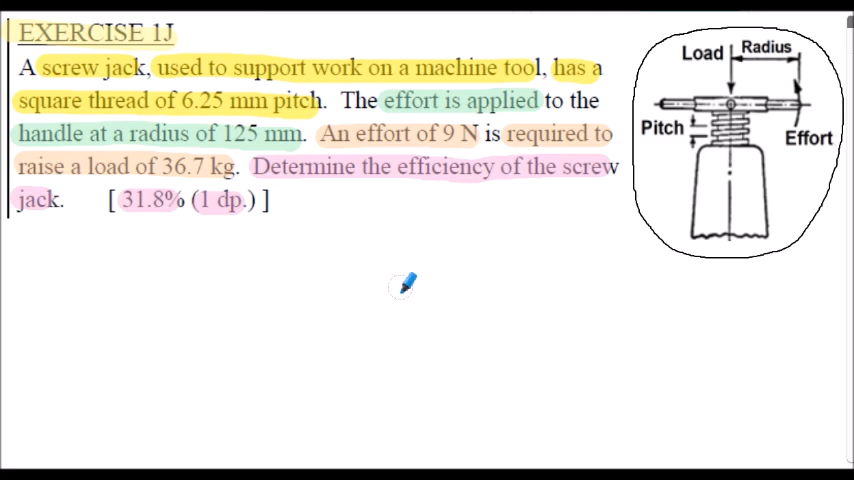 EXERCISE 1J
A screw jack, used to support work on a machine tool, has a
square thread of 6.25 mm pitch. The effort is applied to the
handle at a radius of 125 mm. An effort of 9 N is required to
raise a load of 36.7 kg. Determine the efficiency of the screw
jack. [ 31.8% (1 dp.) ]
Load
Radius
Pitch
Effort